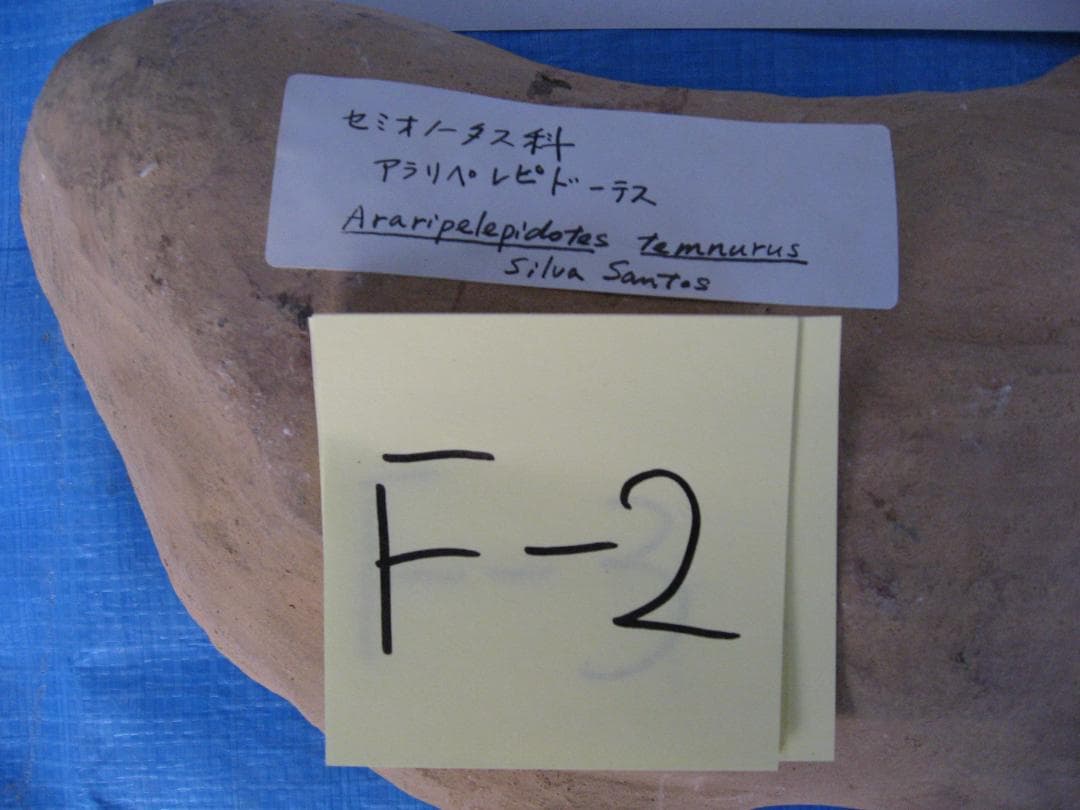 セミオノータス科
アラリペレピドーテス
Araripelepidotes temnurus
Silva Santos
F-2